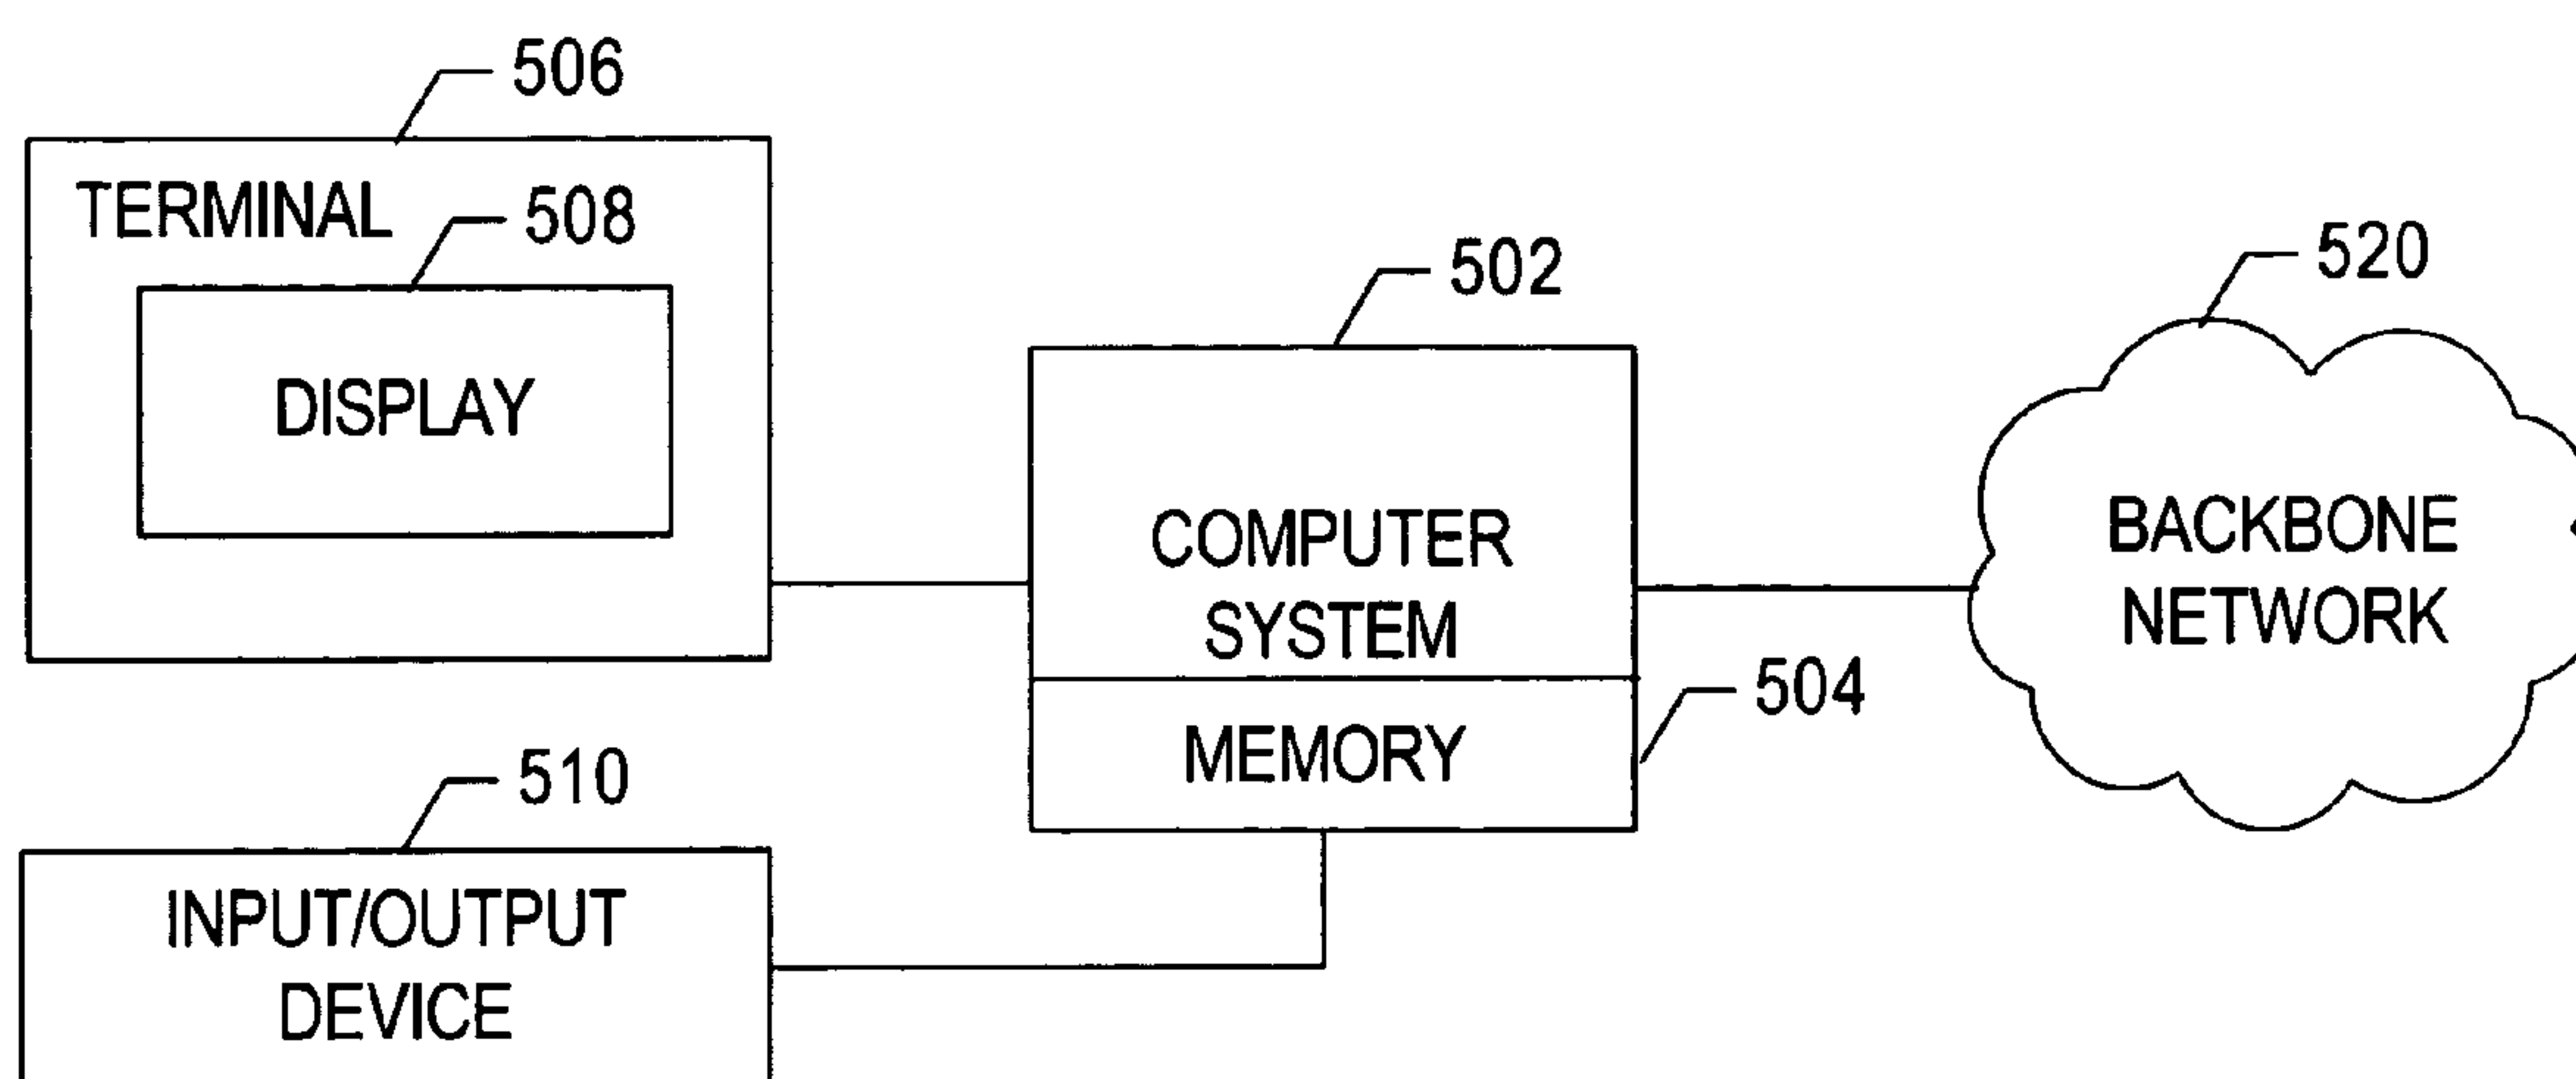 506
TERMINAL
508
DISPLAY
502
COMPUTER
SYSTEM
MEMORY
504
520
BACKBONE
NETWORK
510
INPUT/OUTPUT
DEVICE